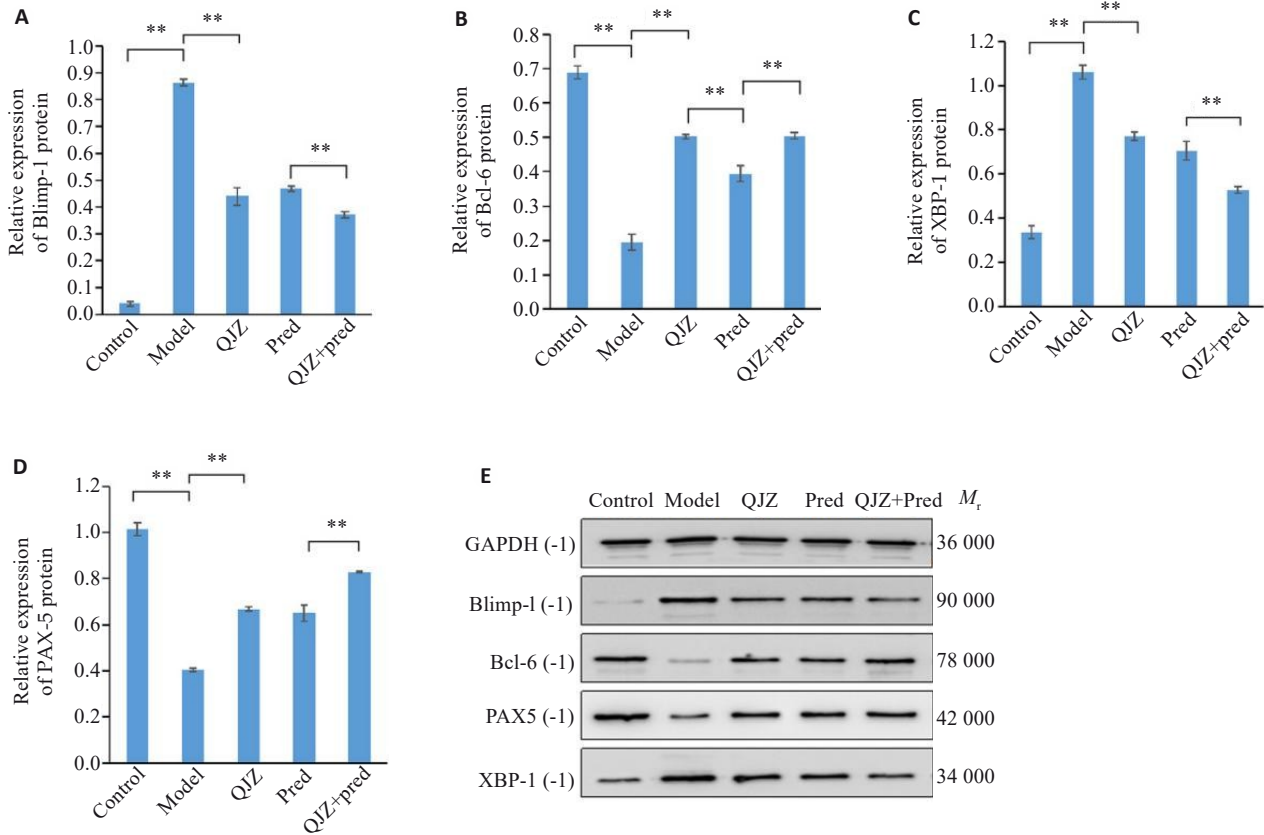 A
**
**
1.0
0.9
0.8
0.7
0.6
0.5
0.4
0.3
0.2
0.1
0.0
Relative expression
of Blimp-1 protein
**
Control
Model
QJZ
Pred
QJZ+pred
B
**
**
**
**
0.8
0.7
0.6
0.5
0.4
0.3
0.2
0.1
0.0
Relative expression
of Bcl-6 protein
Control
Model
QJZ
Pred
QJZ+pred
C
**
**
**
1.2
1.0
0.8
0.6
0.4
0.2
0.0
Relative expression
of XBP-1 protein
Control
Model
QJZ
Pred
QJZ+pred
D
**
**
**
1.2
1.0
0.8
0.6
0.4
0.2
0.0
Relative expression
of PAX-5 protein
Control
Model
QJZ
Pred
QJZ+pred
E
Control Model QJZ Pred QJZ+Pred Mr
GAPDH (-1) 36 000
Blimp-l (-1) 90 000
Bcl-6 (-1) 78 000
PAX5 (-1) 42 000
XBP-1 (-1) 34 000